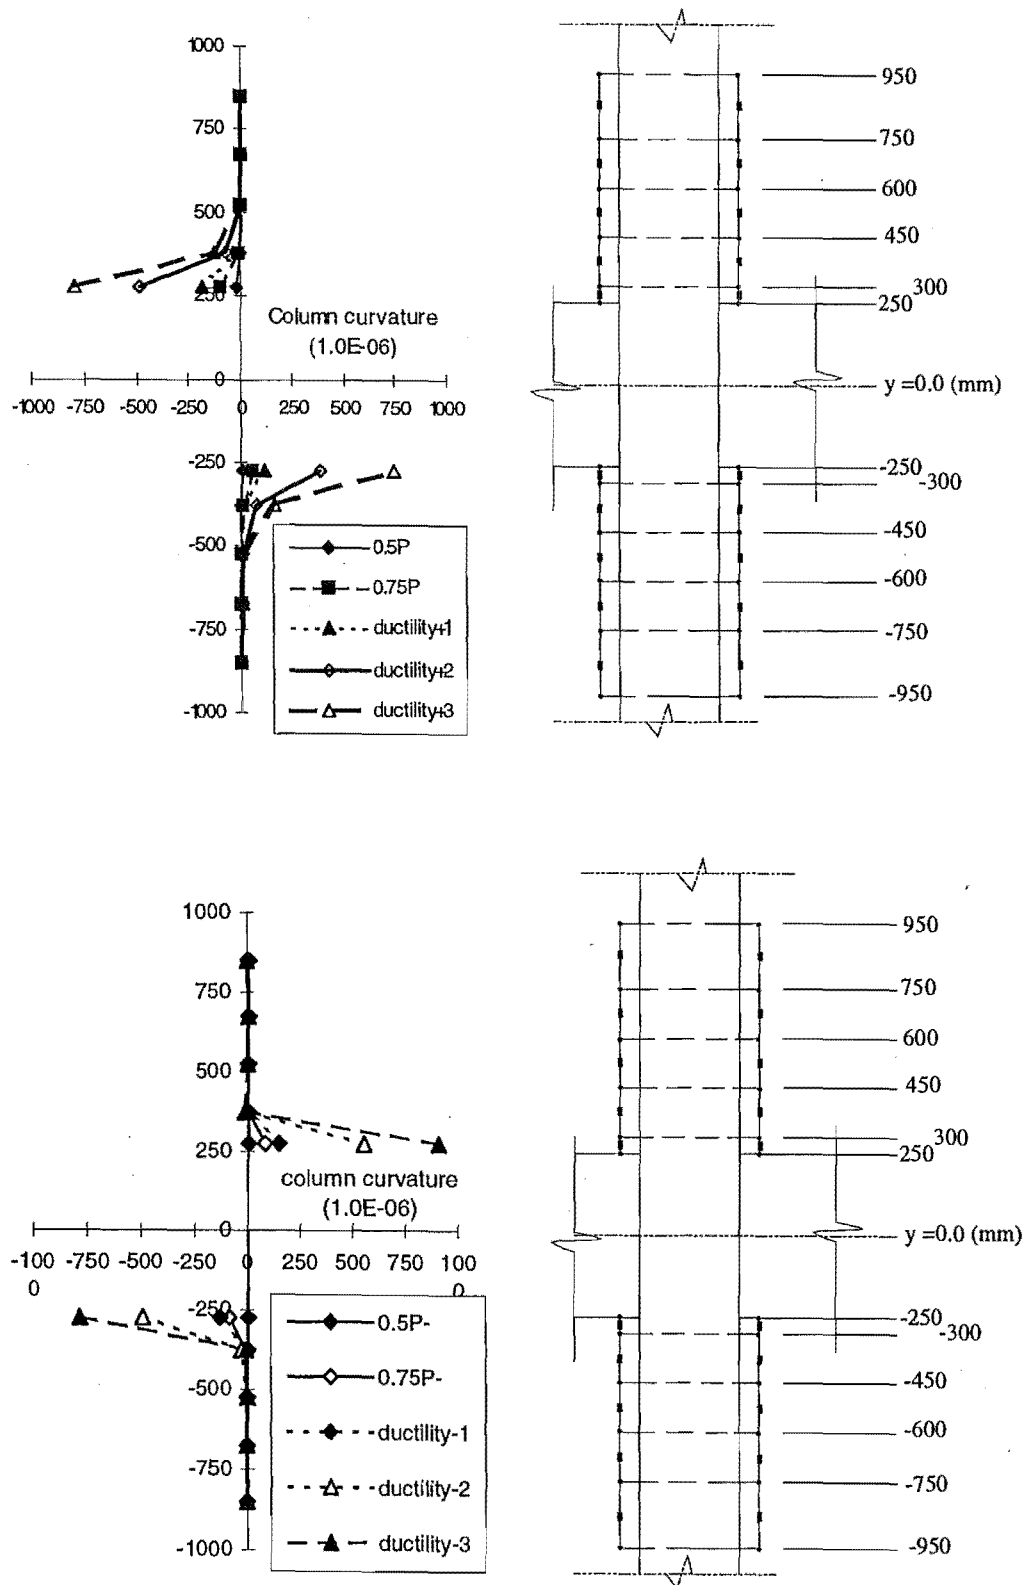 1000
750
500
250
0
-250
-500
-750
-1000
Column curvature
(1.0E-06)
-1000 -750 -500 -250 0 250 500 750 1000
0.5P
0.75P
ductility+1
ductility+2
ductility+3
950
750
600
450
300
250
y =0.0 (mm)
-250
-300
-450
-600
-750
-950
1000
750
500
250
0
-250
-500
-750
-1000
column curvature
(1.0E-06)
-100 -750 -500 -250 0 250 500 750 100
0 0
0.5P-
0.75P-
ductility-1
ductility-2
ductility-3
950
750
600
450
300
250
y =0.0 (mm)
-250
-300
-450
-600
-750
-950